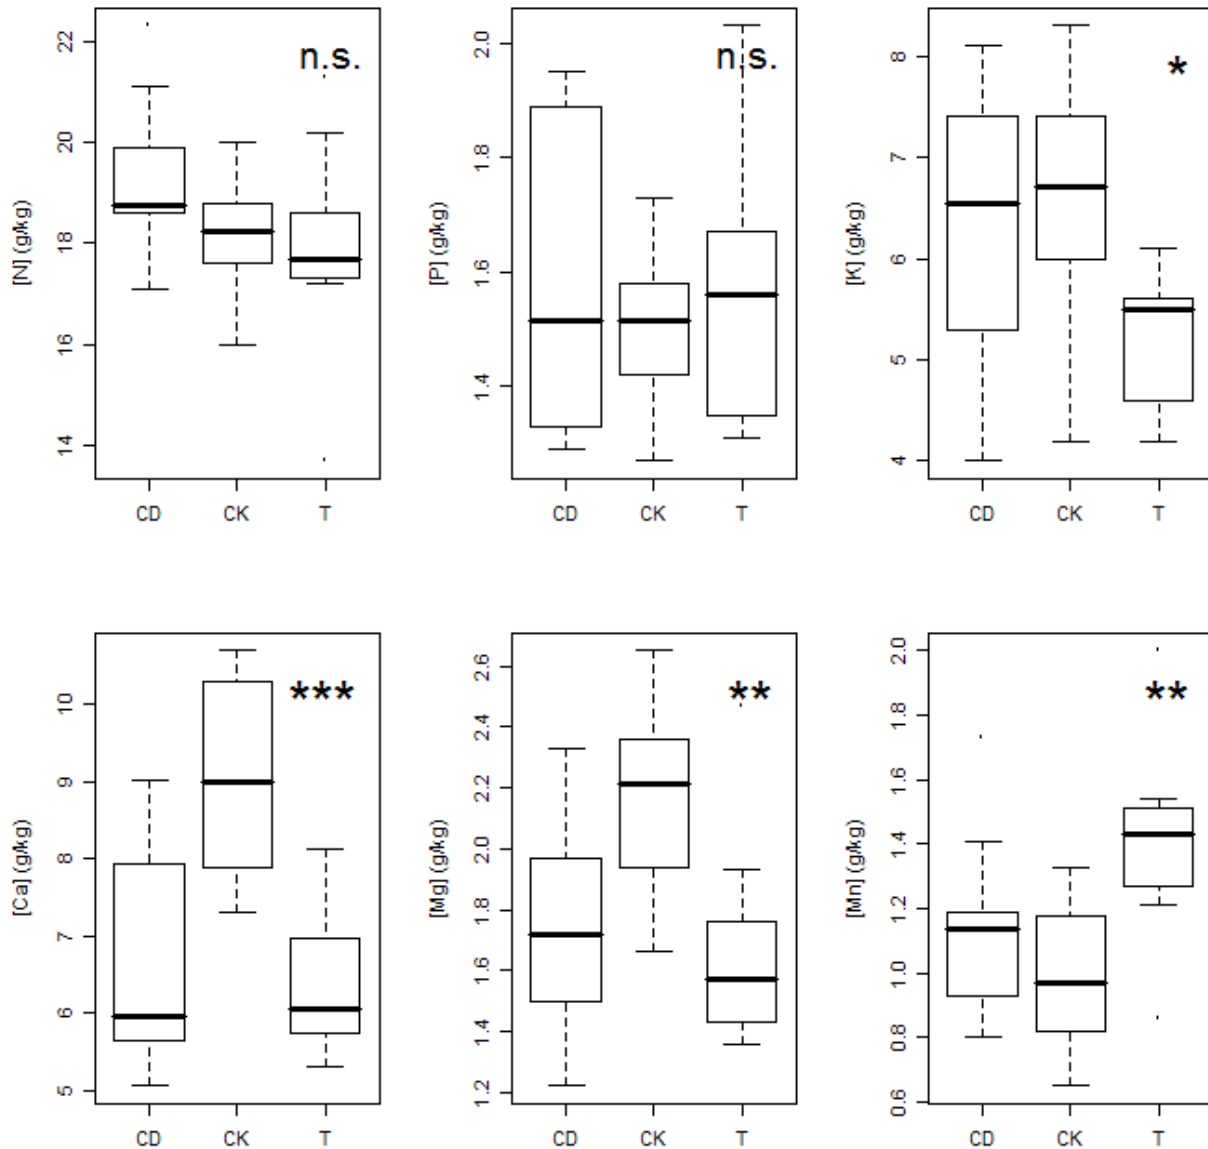 [N] (g/kg)
22
20
18
16
14
n.s.
CD CK T
[P] (g/kg)
2.0
1.8
1.6
1.4
n.s.
CD CK T
[K] (g/kg)
8
7
6
5
4
*
CD CK T
[Ca] (g/kg)
10
9
8
7
6
5
***
CD CK T
[Mg] (g/kg)
2.6
2.4
2.2
2.0
1.8
1.6
1.4
1.2
**
CD CK T
[Mn] (g/kg)
2.0
1.8
1.6
1.4
1.2
1.0
0.8
0.6
**
CD CK T